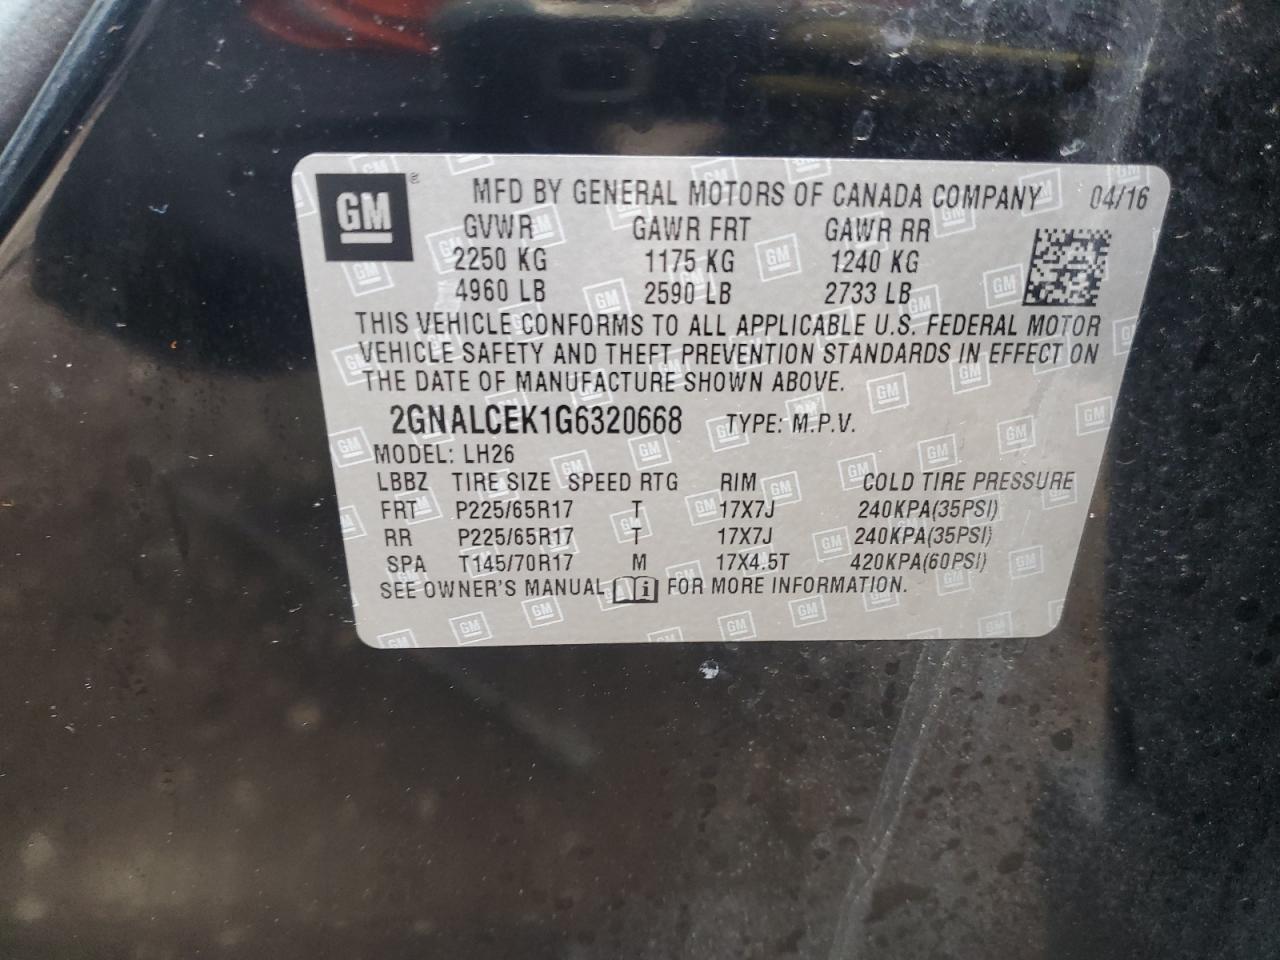 GM ® MFD BY GENERAL MOTORS OF CANADA COMPANY 04/16
GVWR GAWR FRT GAWR RR
2250 KG 1175 KG 1240 KG
4960 LB 2590 LB 2733 LB
THIS VEHICLE CONFORMS TO ALL APPLICABLE U.S. FEDERAL MOTOR
VEHICLE SAFETY AND THEFT PREVENTION STANDARDS IN EFFECT ON
THE DATE OF MANUFACTURE SHOWN ABOVE.
2GNALCEK1G6320668 TYPE: M.P.V.
MODEL: LH26
LBBZ TIRE SIZE SPEED RTG RIM COLD TIRE PRESSURE
FRT P225/65R17 T 17X7J 240KPA(35PSI)
RR P225/65R17 T 17X7J 240KPA(35PSI)
SPA T145/70R17 M 17X4.5T 420KPA(60PSI)
SEE OWNER'S MANUAL i FOR MORE INFORMATION.